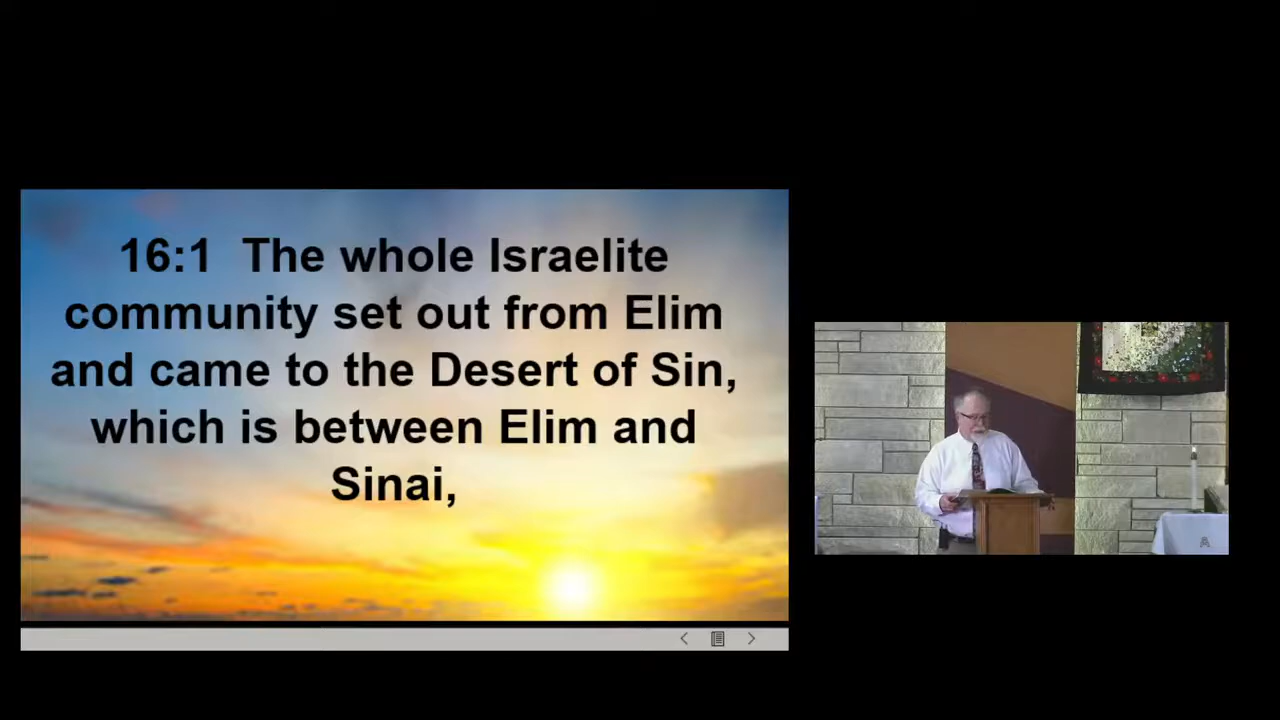 16:1 The whole Israelite
community set out from Elim
and came to the Desert of Sin,
which is between Elim and
Sinai,